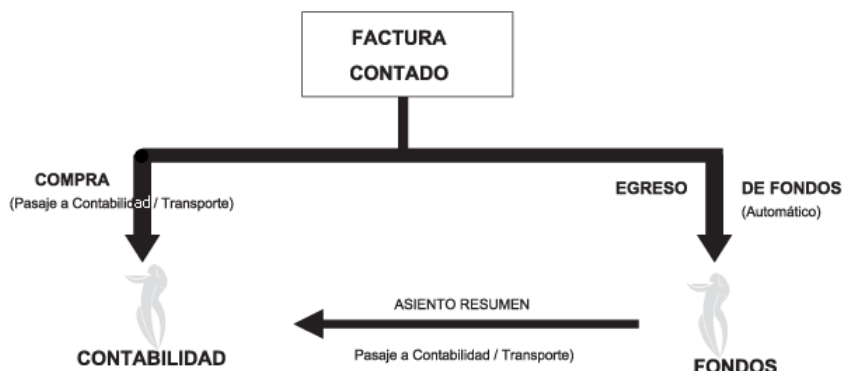 FACTURA
CONTADO
COMPRA
(Pasaje a Contabilidad / Transporte)
EGRESO DE FONDOS
(Automático)
ASIENTO RESUMEN
Pasaje a Contabilidad / Transporte)
CONTABILIDAD
FONDOS